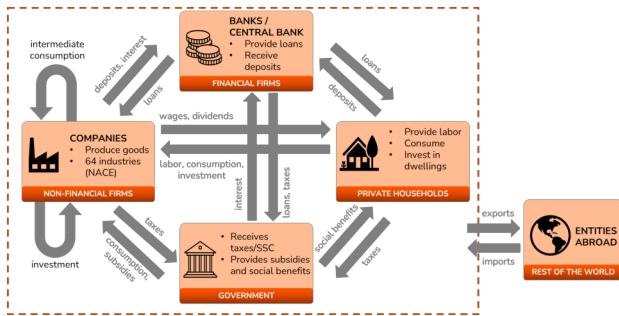 BANKS /
CENTRAL BANK
• Provide loans
• Receive
deposits
FINANCIAL FIRMS
intermediate
consumption
deposits, interest
loans
loans
deposits
COMPANIES
• Produce goods
• 64 industries
(NACE)
NON-FINANCIAL FIRMS
wages, dividends
labor, consumption,
investment
interest
loans, taxes
• Provide labor
• Consume
• Invest in
dwellings
PRIVATE HOUSEHOLDS
investment
taxes
consumption,
subsidies
• Receives
taxes/SSC
• Provides subsidies
and social benefits
GOVERNMENT
social benefits
taxes
exports
imports
ENTITIES
ABROAD
REST OF THE WORLD